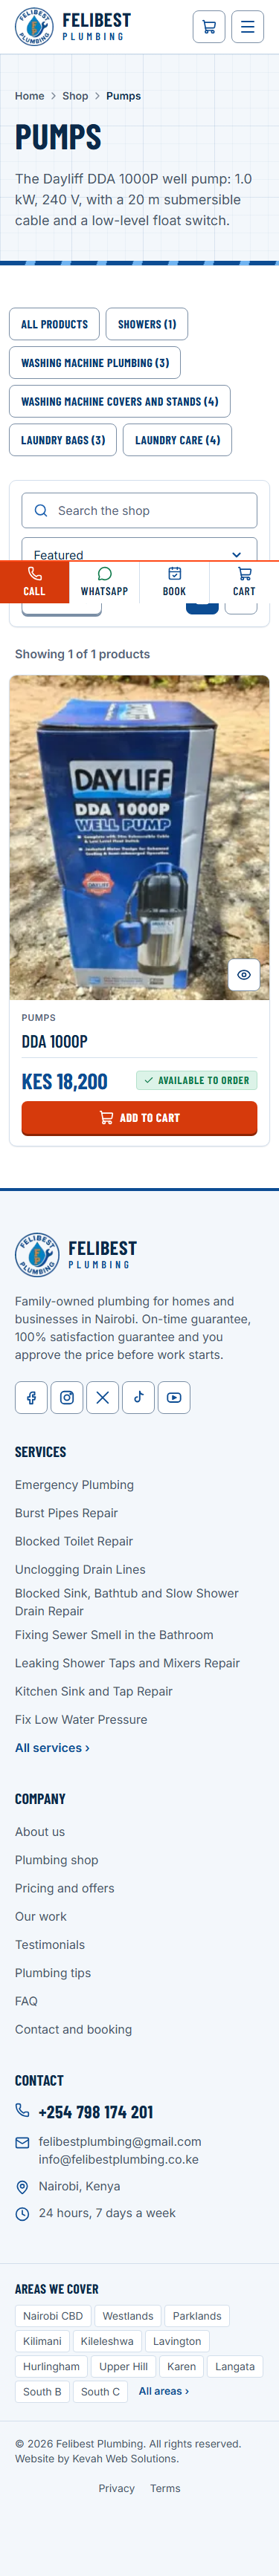 FELIBEST PLUMBING
FELIBEST
PLUMBING
Home > Shop > Pumps
PUMPS
The Dayliff DDA 1000P well pump: 1.0
kW, 240 V, with a 20 m submersible
cable and a low-level float switch.
ALL PRODUCTS
SHOWERS (1)
WASHING MACHINE PLUMBING (3)
WASHING MACHINE COVERS AND STANDS (4)
LAUNDRY BAGS (3)
LAUNDRY CARE (4)
Search the shop
Featured
CALL
WHATSAPP
BOOK
CART
Showing 1 of 1 products
DAYLIFF
DDA 1000P
WELL PUMP
PUMPS
DDA 1000P
KES 18,200
AVAILABLE TO ORDER
ADD TO CART
FELIBEST PLUMBING
FELIBEST
PLUMBING
Family-owned plumbing for homes and
businesses in Nairobi. On-time guarantee,
100% satisfaction guarantee and you
approve the price before work starts.
SERVICES
Emergency Plumbing
Burst Pipes Repair
Blocked Toilet Repair
Unclogging Drain Lines
Blocked Sink, Bathtub and Slow Shower
Drain Repair
Fixing Sewer Smell in the Bathroom
Leaking Shower Taps and Mixers Repair
Kitchen Sink and Tap Repair
Fix Low Water Pressure
All services ›
COMPANY
About us
Plumbing shop
Pricing and offers
Our work
Testimonials
Plumbing tips
FAQ
Contact and booking
CONTACT
+254 798 174 201
felibestplumbing@gmail.com
info@felibestplumbing.co.ke
Nairobi, Kenya
24 hours, 7 days a week
AREAS WE COVER
Nairobi CBD
Westlands
Parklands
Kilimani
Kileleshwa
Lavington
Hurlingham
Upper Hill
Karen
Langata
South B
South C
All areas ›
© 2026 Felibest Plumbing. All rights reserved.
Website by Kevah Web Solutions.
Privacy
Terms